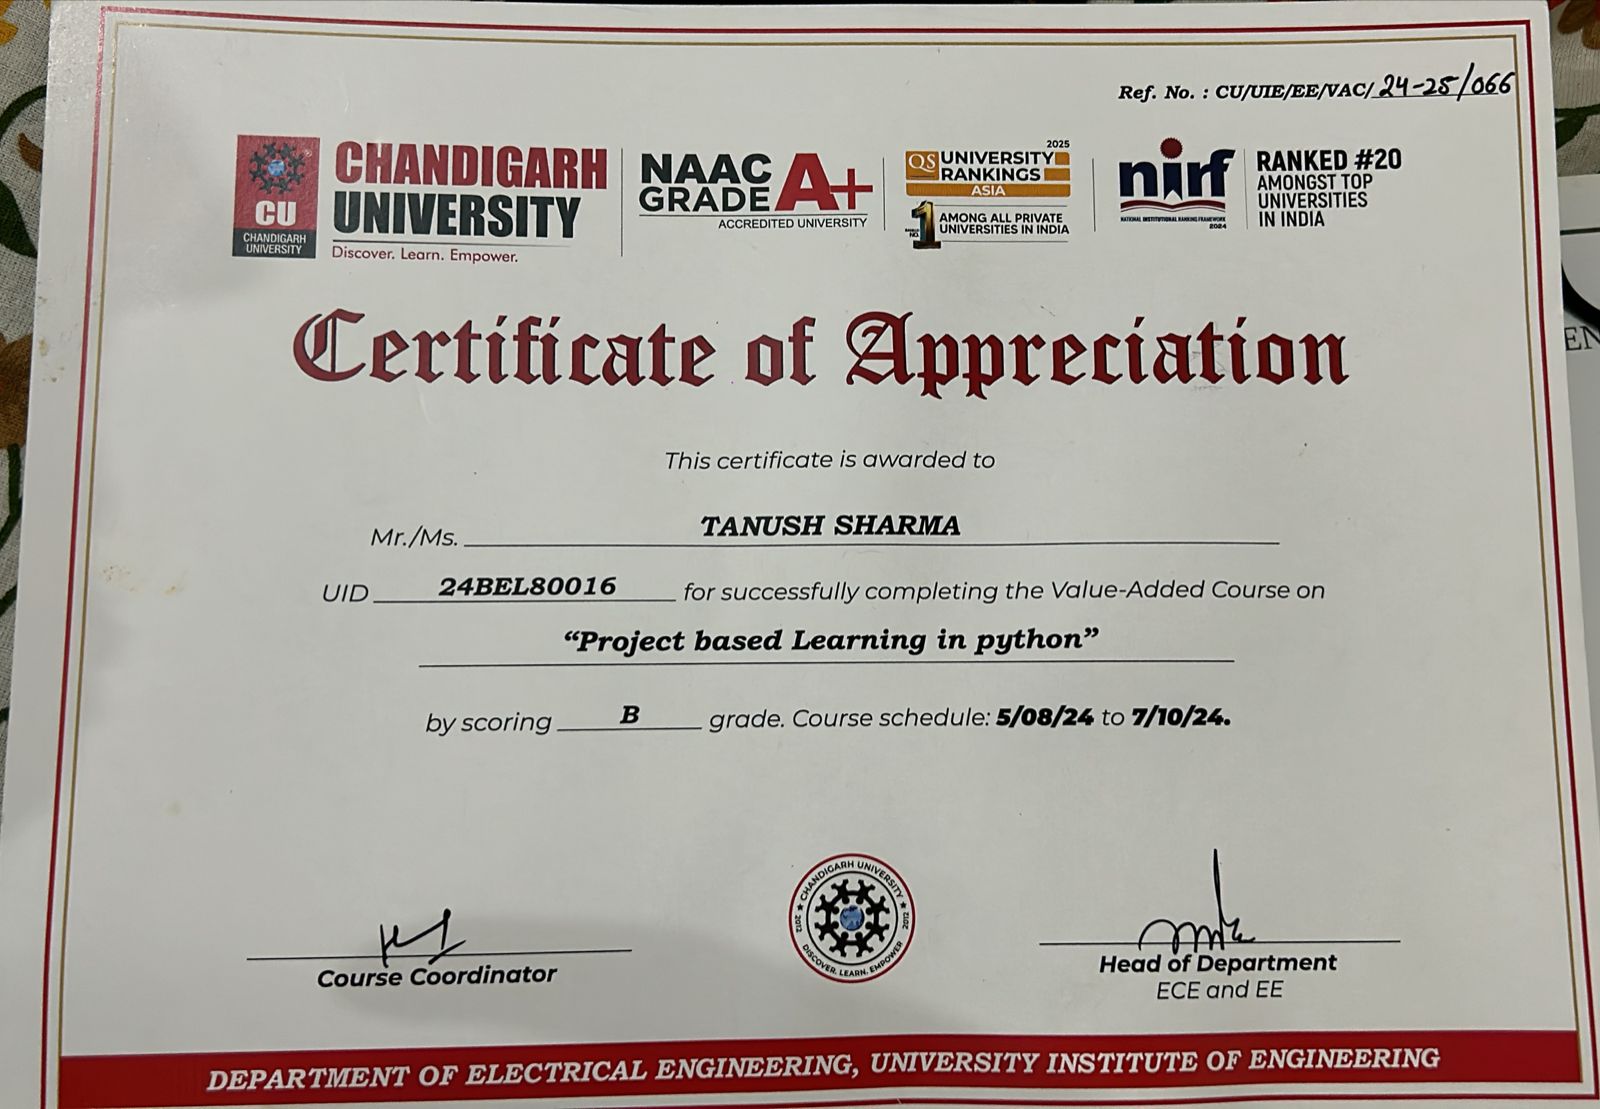 Ref. No. : CU/UIE/EE/VAC/ 24-25/066
CU
CHANDIGARH
UNIVERSITY
CHANDIGARH
UNIVERSITY
Discover. Learn. Empower.
NAAC
GRADE A+
ACCREDITED UNIVERSITY
2025
QS UNIVERSITY
RANKINGS
ASIA
RANKED NO. 1 AMONG ALL PRIVATE
UNIVERSITIES IN INDIA
nirf
NATIONAL INSTITUTIONAL RANKING FRAMEWORK
2024
RANKED #20
AMONGST TOP
UNIVERSITIES
IN INDIA
Certificate of Appreciation
This certificate is awarded to
Mr./Ms. TANUSH SHARMA
UID 24BEL80016 for successfully completing the Value-Added Course on
“Project based Learning in python”
by scoring B grade. Course schedule: 5/08/24 to 7/10/24.
CHANDIGARH UNIVERSITY
2012 2012
DISCOVER. LEARN. EMPOWER
Course Coordinator
Head of Department
ECE and EE
DEPARTMENT OF ELECTRICAL ENGINEERING, UNIVERSITY INSTITUTE OF ENGINEERING